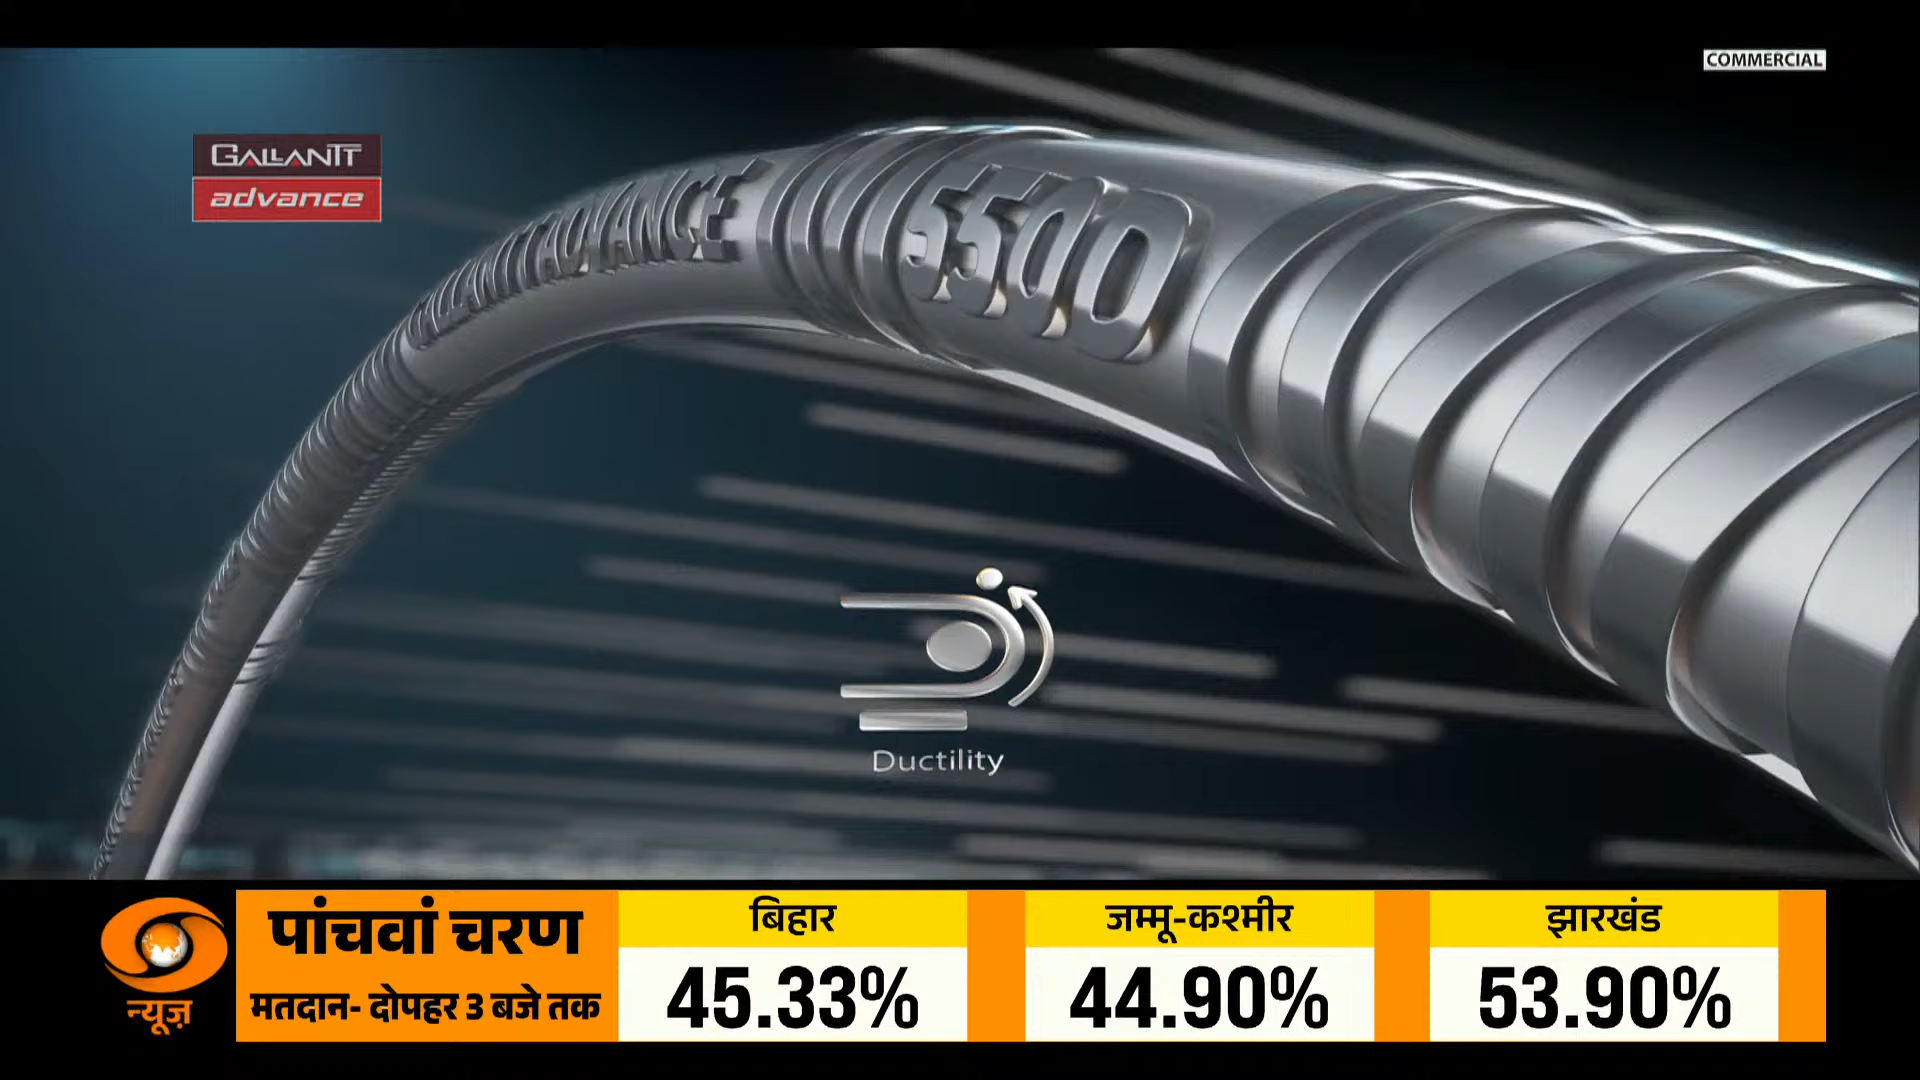 COMMERCIAL
GALLANTT
advance
GALLANTT ADVANCE
5500
Ductility
पांचवां चरण
मतदान- दोपहर 3 बजे तक
बिहार
45.33%
जम्मू-कश्मीर
44.90%
झारखंड
53.90%
न्यूज़